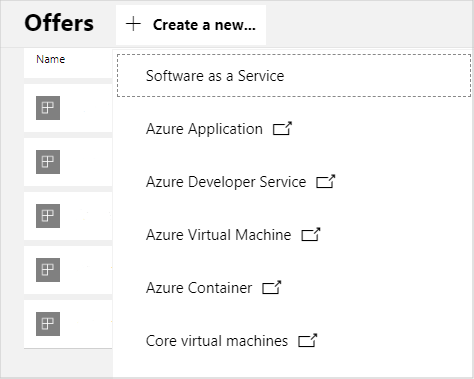 Offers
Create a new...
Name
Software as a Service
Azure Application
Azure Developer Service
Azure Virtual Machine
Azure Container
Core virtual machines